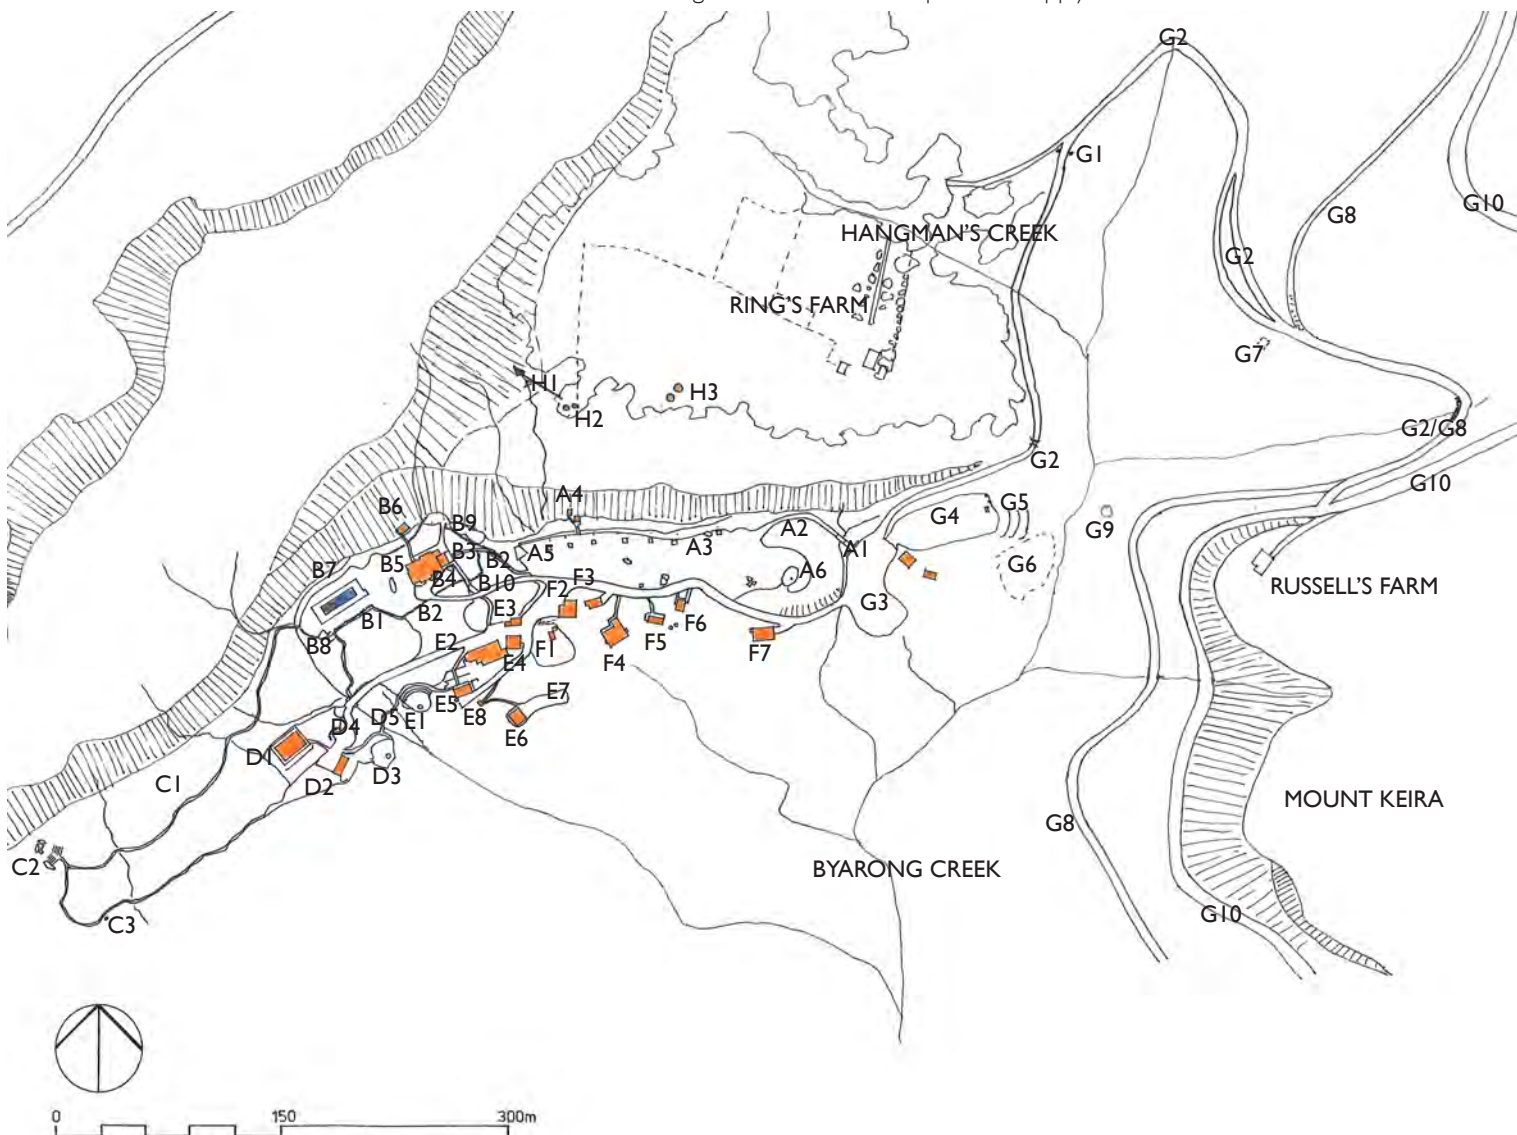 G2
G1
G8
G10
HANGMAN'S CREEK
G2
RING'S FARM
G7
H1
H3
H2
G2/G8
G2
G10
A4
B6
B9
G5
G4
A2
G9
B3
B2
A5
A3
A1
B5
B7
B4
B10
A6
G6
F3
F2
RUSSELL'S FARM
B1
B2
E3
G3
F6
B8
E2
F1
F5
E4
F4
F7
E7
E5
D5
E1
E8
D4
E6
D1
D3
C1
D2
MOUNT KEIRA
G8
C2
BYARONG CREEK
G10
C3
0 150 300m